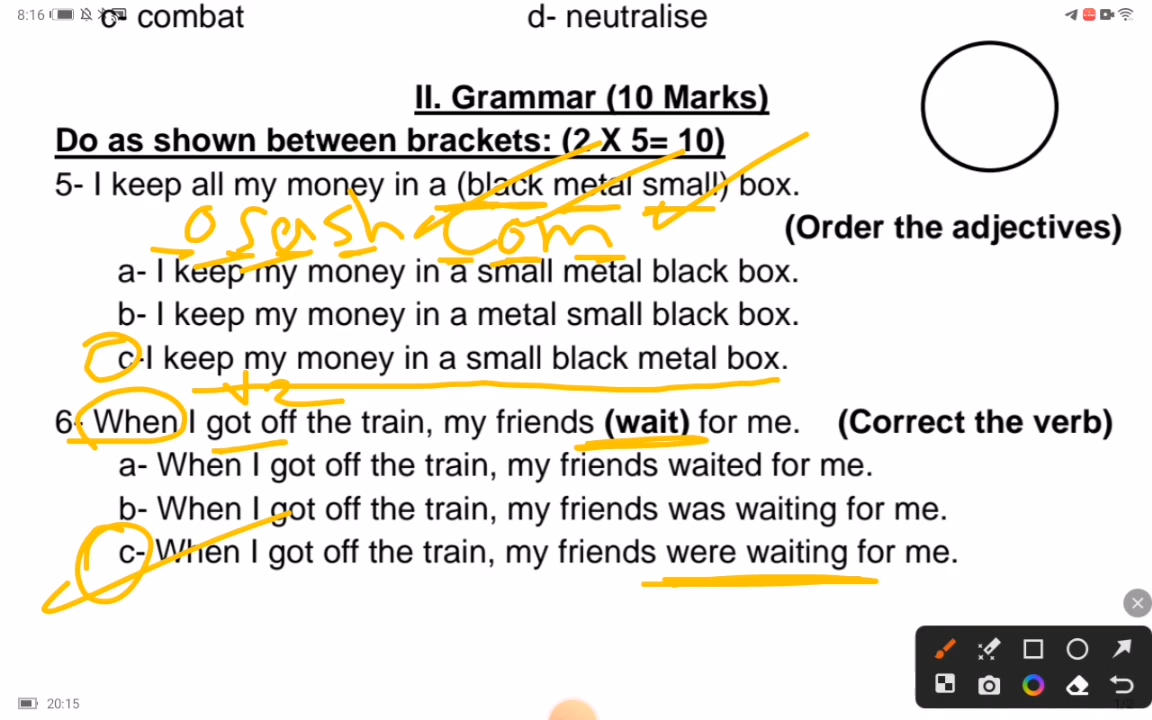 8:16
c- combat d- neutralise
II. Grammar (10 Marks)
Do as shown between brackets: (2 X 5= 10)
5- I keep all my money in a (black metal small) box.
(Order the adjectives)
o sa sh com
a- I keep my money in a small metal black box.
b- I keep my money in a metal small black box.
c-I keep my money in a small black metal box.
v2
6- When I got off the train, my friends (wait) for me. (Correct the verb)
a- When I got off the train, my friends waited for me.
b- When I got off the train, my friends was waiting for me.
c- When I got off the train, my friends were waiting for me.
20:15